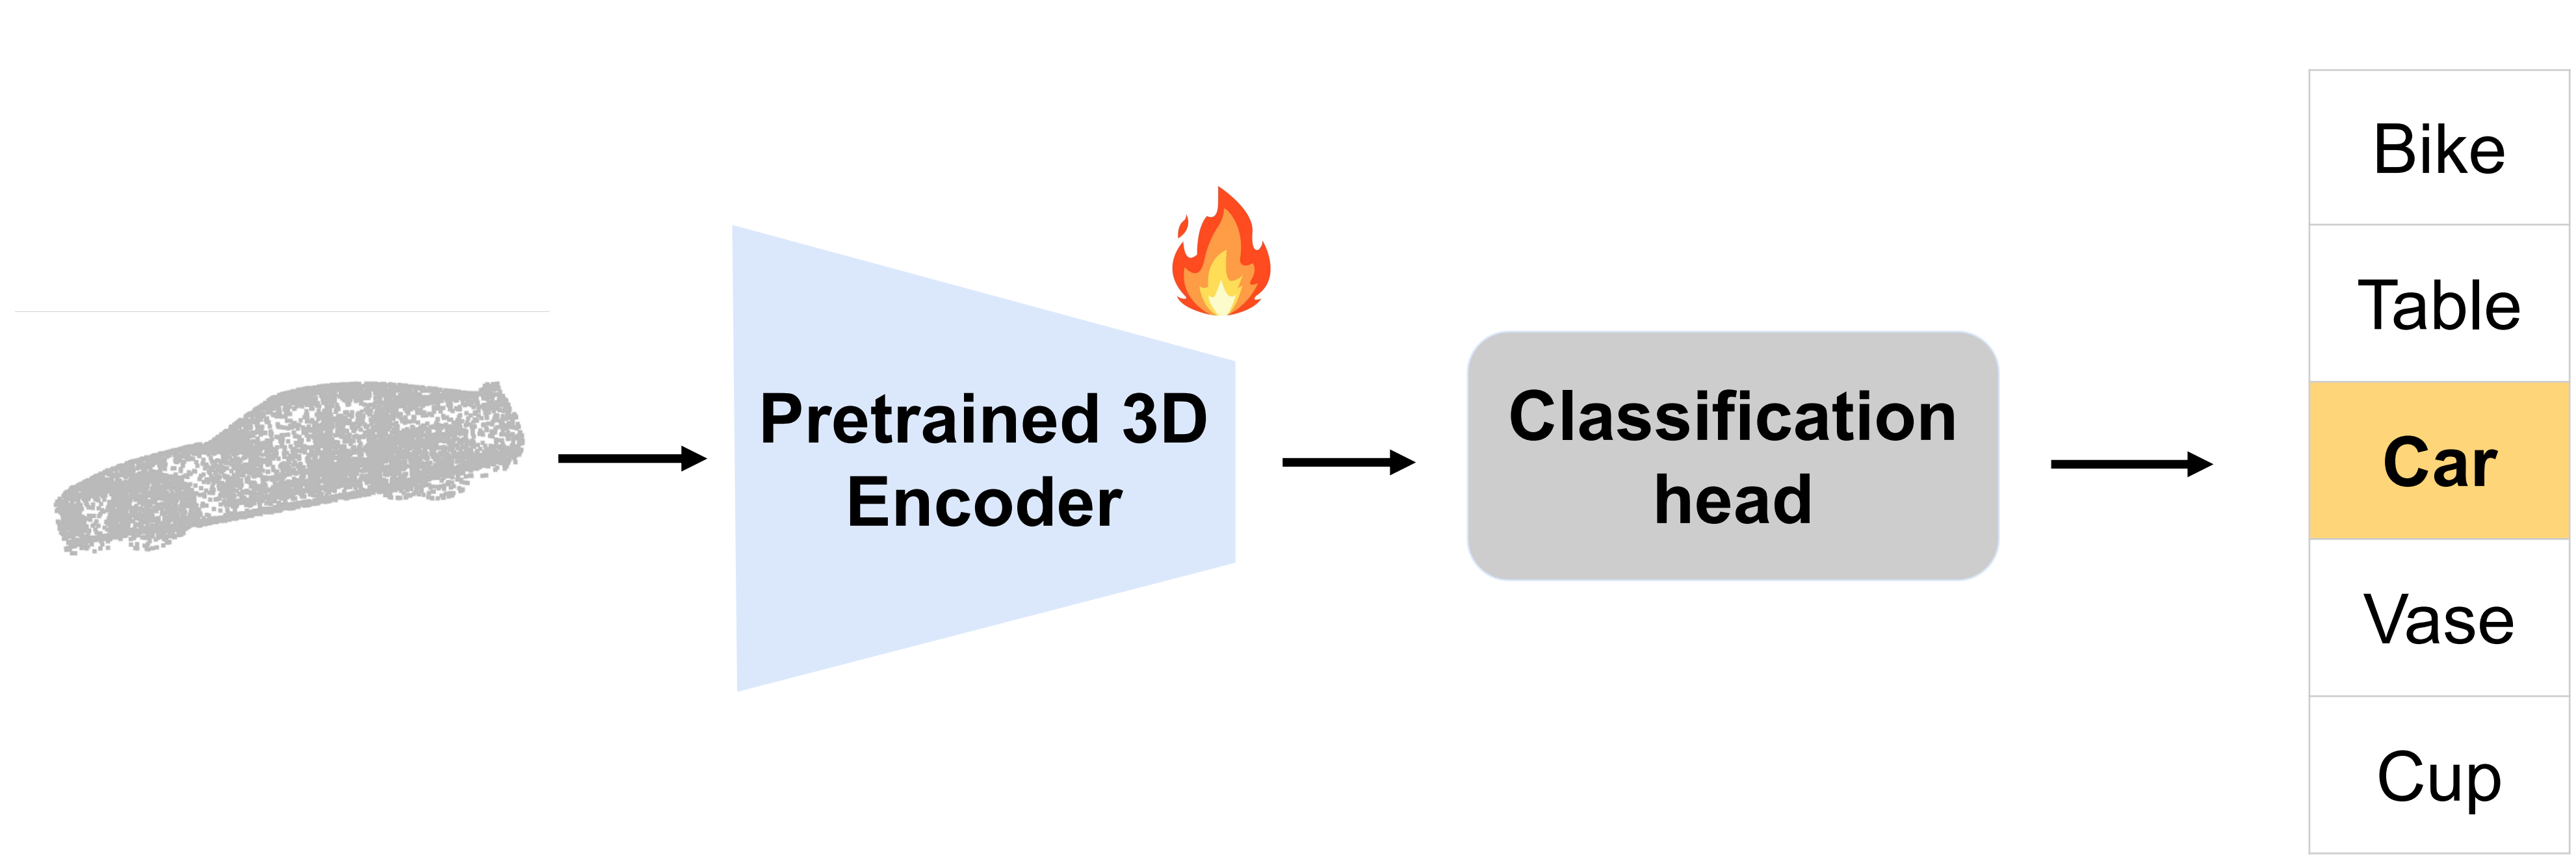 Pretrained 3D
Encoder
Classification
head
Bike
Table
Car
Vase
Cup